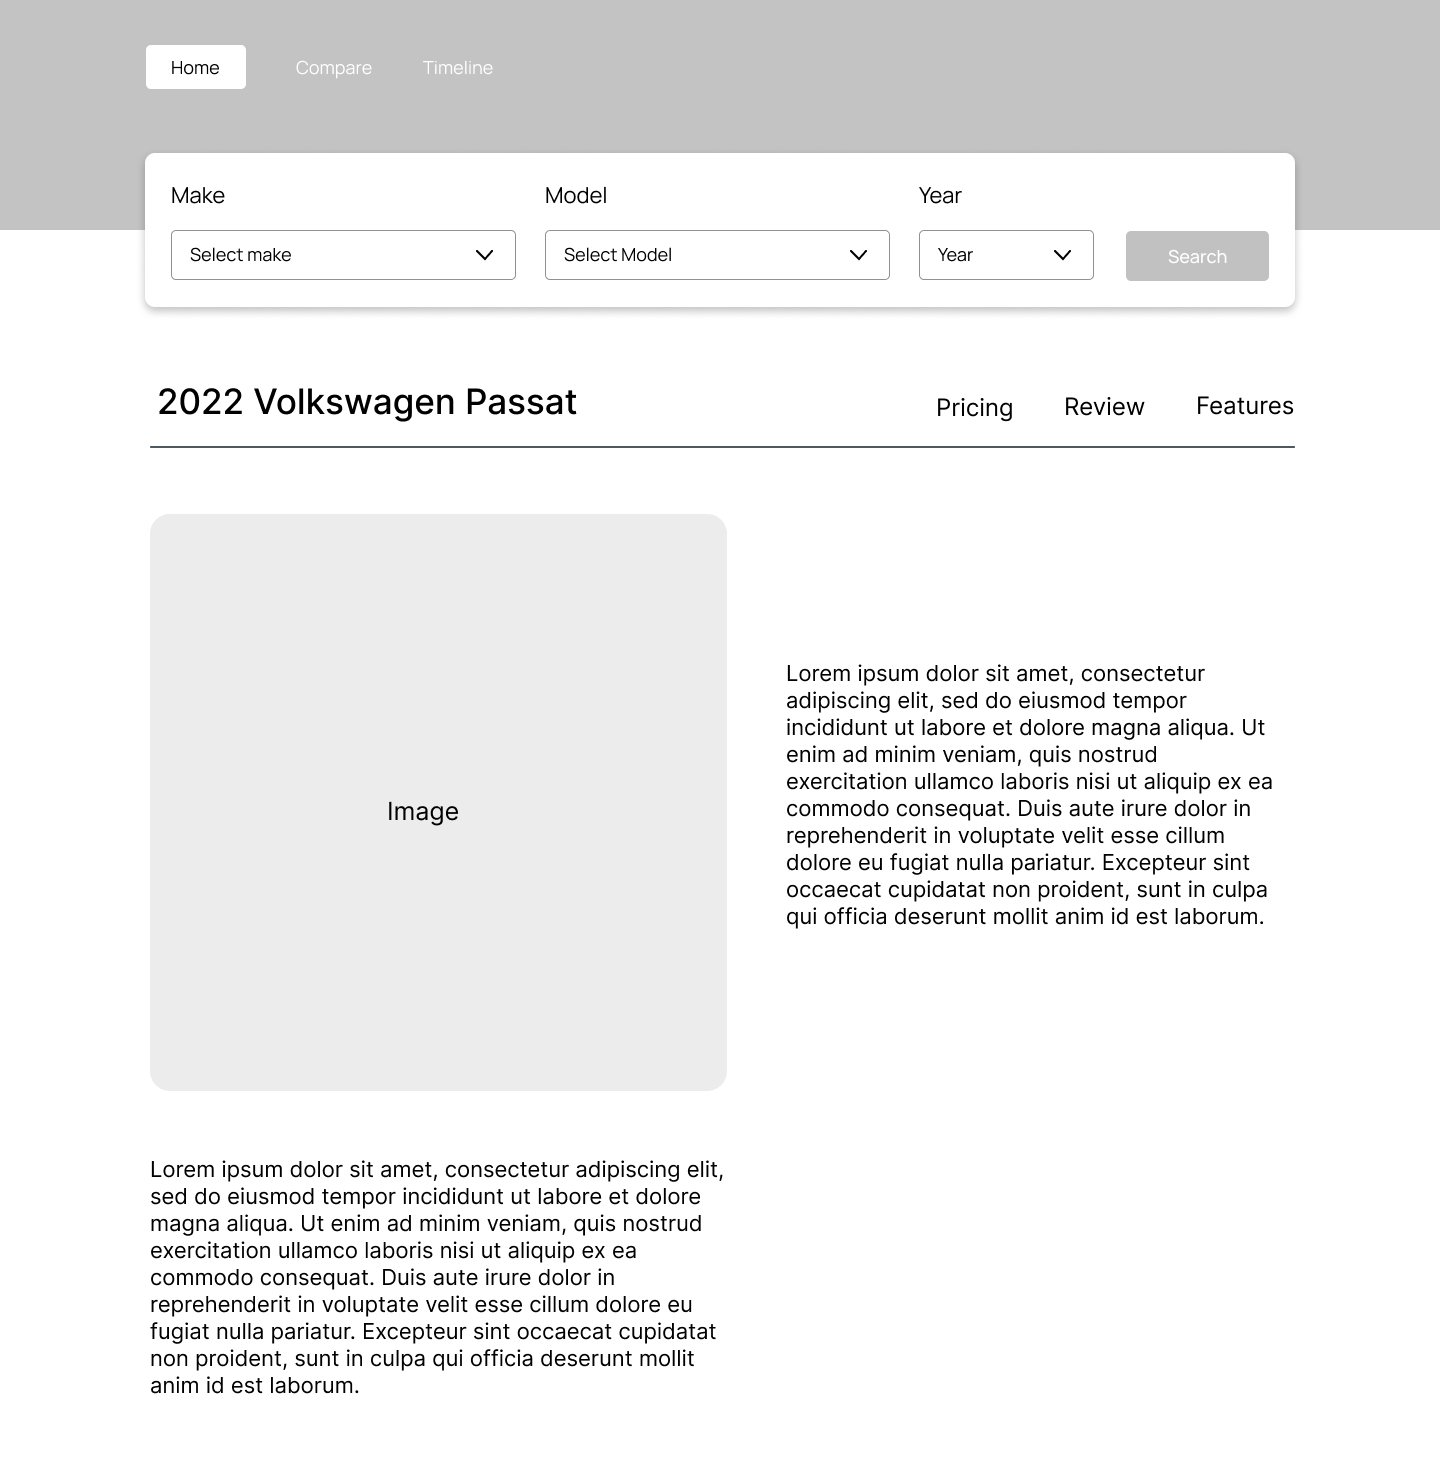 Home Compare Timeline
Make Model Year
Select make Select Model Year Search
2022 Volkswagen Passat Pricing Review Features
Image
Lorem ipsum dolor sit amet, consectetur
adipiscing elit, sed do eiusmod tempor
incididunt ut labore et dolore magna aliqua. Ut
enim ad minim veniam, quis nostrud
exercitation ullamco laboris nisi ut aliquip ex ea
commodo consequat. Duis aute irure dolor in
reprehenderit in voluptate velit esse cillum
dolore eu fugiat nulla pariatur. Excepteur sint
occaecat cupidatat non proident, sunt in culpa
qui officia deserunt mollit anim id est laborum.
Lorem ipsum dolor sit amet, consectetur adipiscing elit,
sed do eiusmod tempor incididunt ut labore et dolore
magna aliqua. Ut enim ad minim veniam, quis nostrud
exercitation ullamco laboris nisi ut aliquip ex ea
commodo consequat. Duis aute irure dolor in
reprehenderit in voluptate velit esse cillum dolore eu
fugiat nulla pariatur. Excepteur sint occaecat cupidatat
non proident, sunt in culpa qui officia deserunt mollit
anim id est laborum.